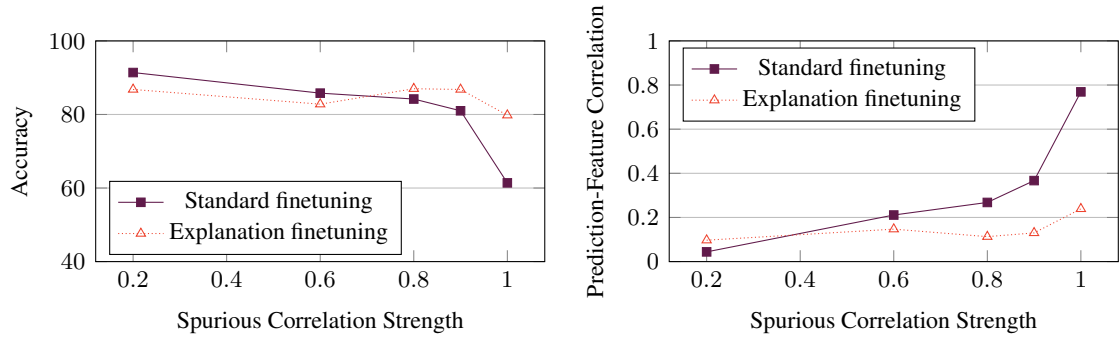 100
80
60
40
0.2 0.4 0.6 0.8 1
Accuracy
Spurious Correlation Strength
Standard finetuning
Explanation finetuning
1
0.8
0.6
0.4
0.2
0
0.2 0.4 0.6 0.8 1
Prediction-Feature Correlation
Spurious Correlation Strength
Standard finetuning
Explanation finetuning